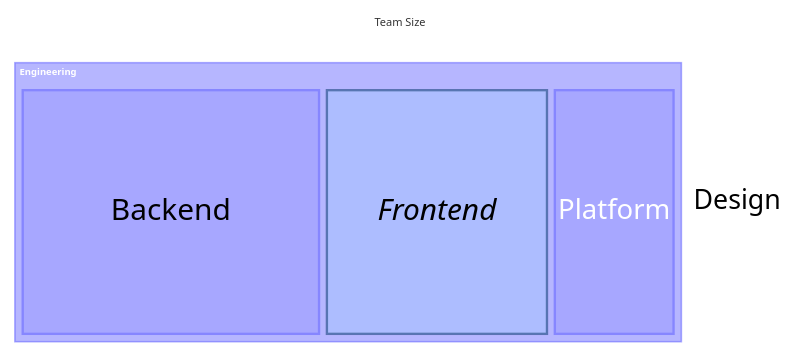 Team Size
Engineering
Backend
Frontend
Platform
Design